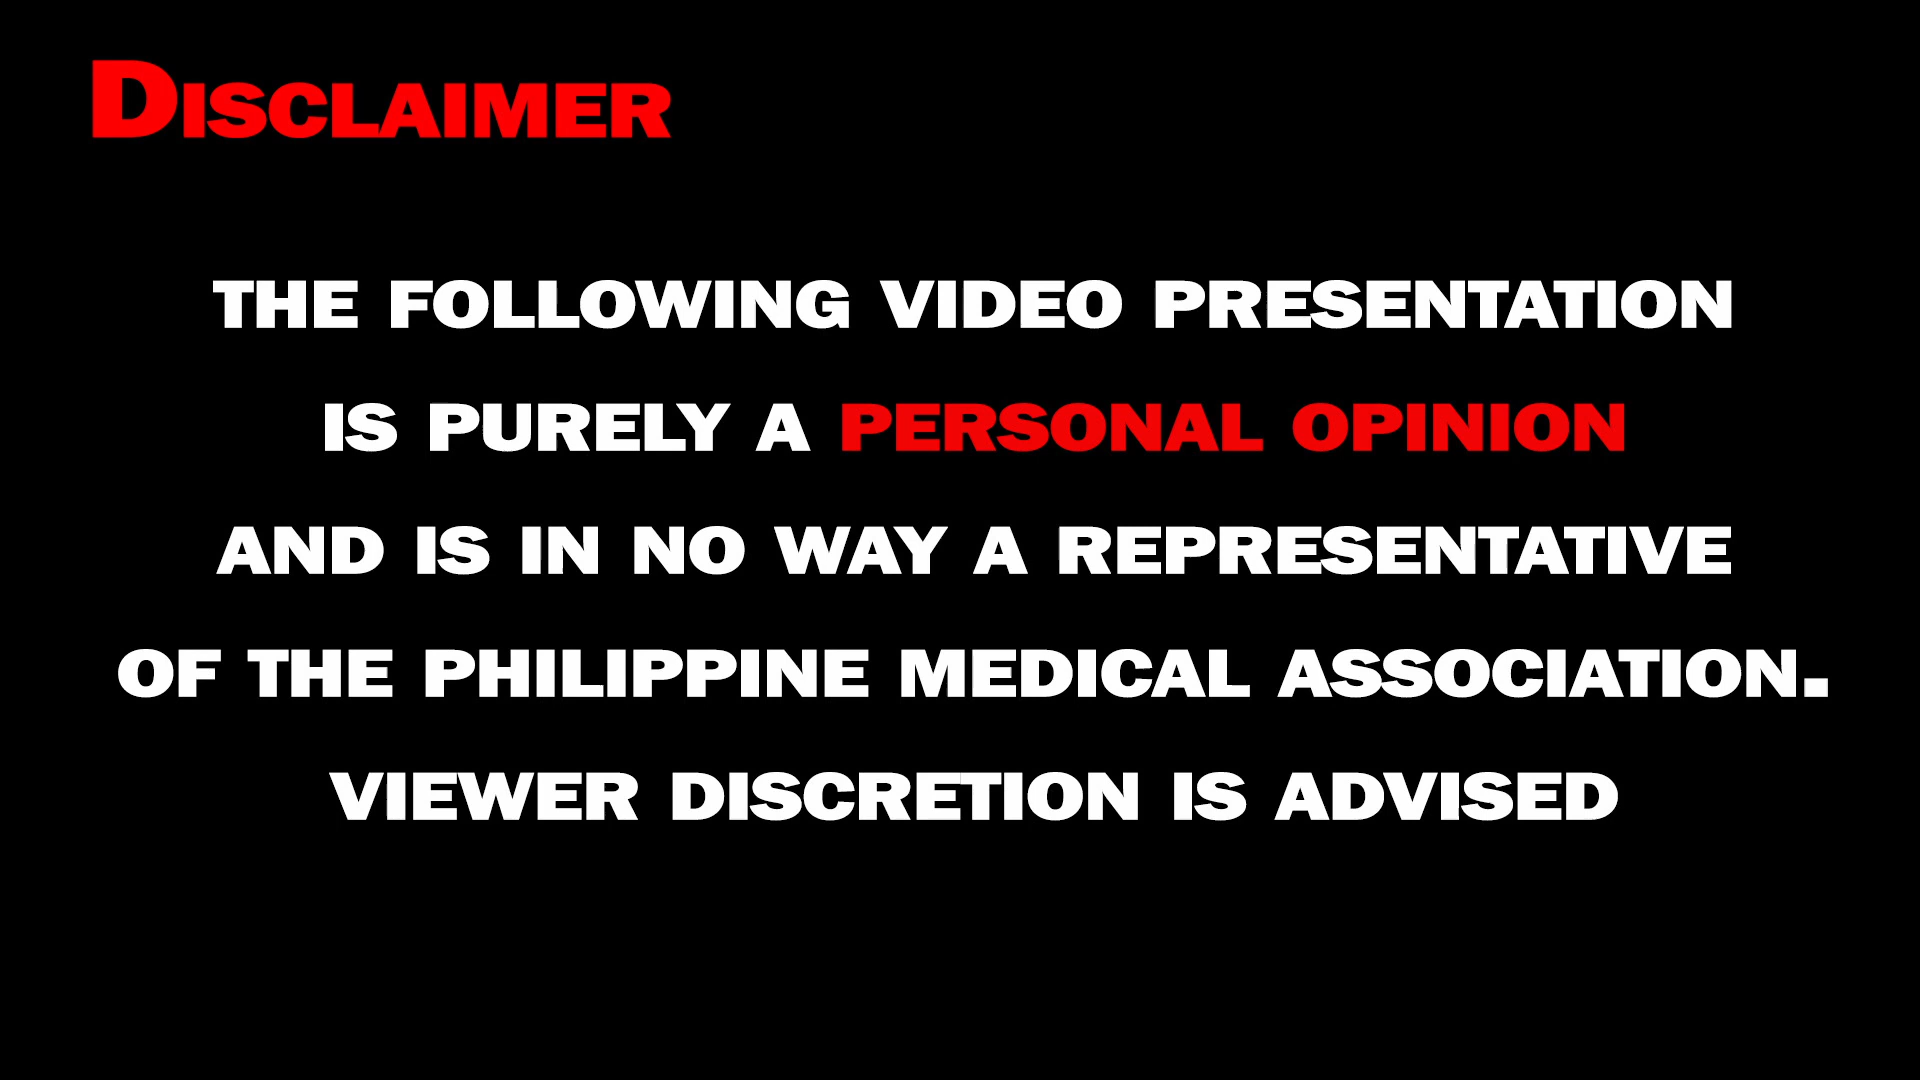 DISCLAIMER
THE FOLLOWING VIDEO PRESENTATION
IS PURELY A PERSONAL OPINION
AND IS IN NO WAY A REPRESENTATIVE
OF THE PHILIPPINE MEDICAL ASSOCIATION.
VIEWER DISCRETION IS ADVISED